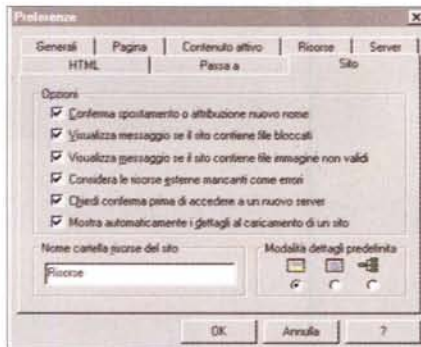 Preferenze
Generali Pagina Contenuto attivo Risorse Server
HTML Passa a Sito
Opzioni
Conferma spostamento o attribuzione nuovo nome
Visualizza messaggio se il sito contiene file bloccati
Visualizza messaggio se il sito contiene file immagine non validi
Considera le risorse esterne mancanti come errori
Chiedi conferma prima di accedere a un nuovo server
Mostra automaticamente i dettagli al caricamento di un sito
Nome cartella risorse del sito Modalità dettagli predefinita
Risorse
OK Annulla ?